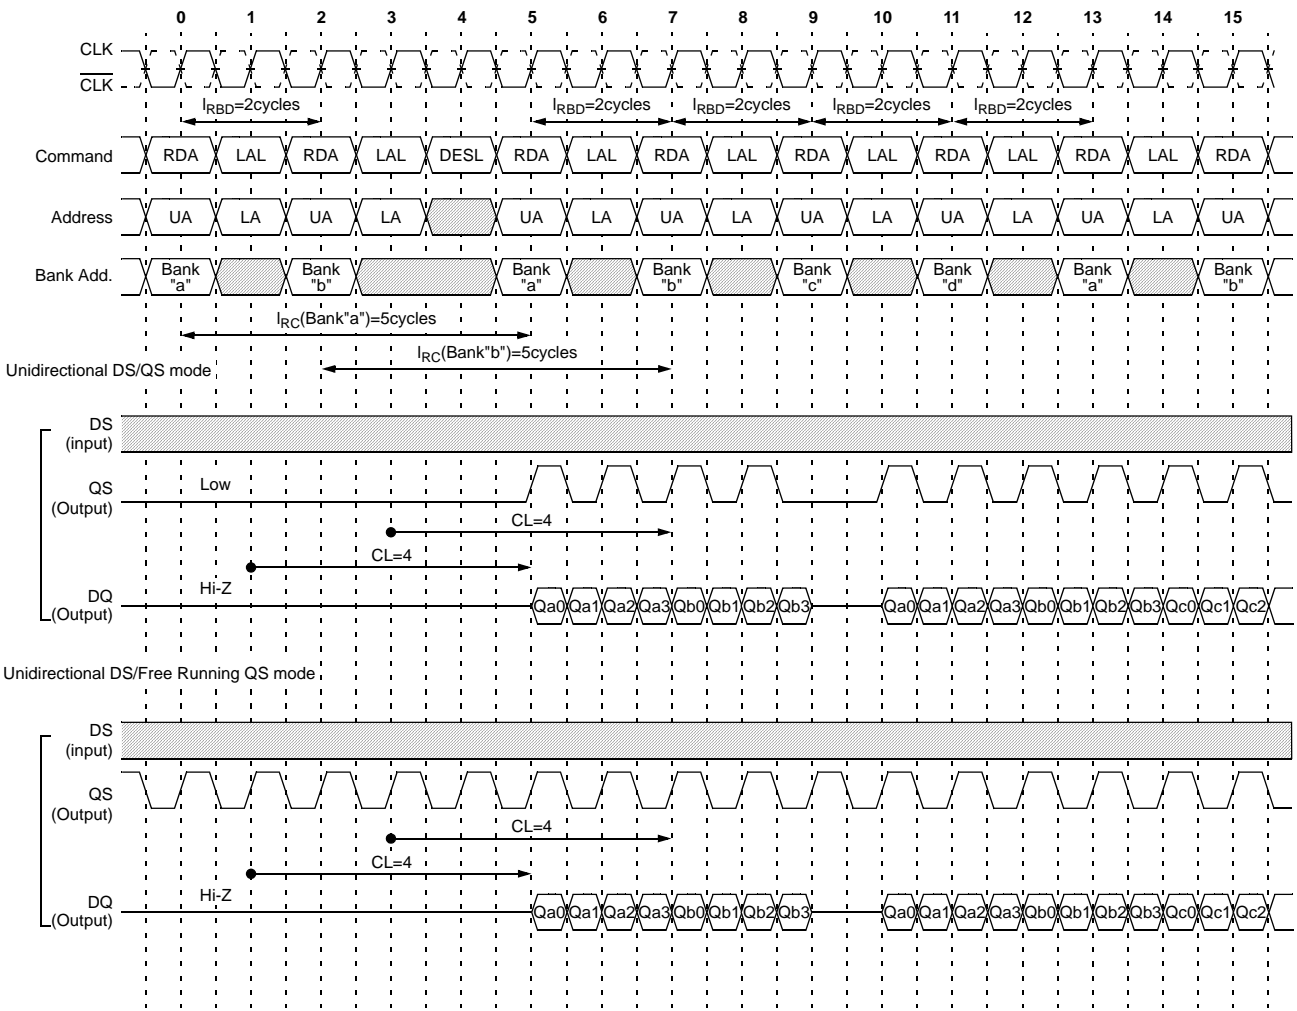 0 1 2 3 4 5 6 7 8 9 10 11 12 13 14 15
CLK
CLK
IRBD=2cycles IRBD=2cycles IRBD=2cycles IRBD=2cycles IRBD=2cycles
Command RDA LAL RDA LAL DESL RDA LAL RDA LAL RDA LAL RDA LAL RDA LAL RDA
Address UA LA UA LA UA LA UA LA UA LA UA LA UA LA UA
Bank Add. Bank "a" Bank "b" Bank "a" Bank "b" Bank "c" Bank "d" Bank "a" Bank "b"
IRC(Bank"a")=5cycles
IRC(Bank"b")=5cycles
Unidirectional DS/QS mode
DS
(input)
QS
(Output)
Low
CL=4
CL=4
Hi-Z
DQ
(Output)
Qa0 Qa1 Qa2 Qa3 Qb0 Qb1 Qb2 Qb3 Qa0 Qa1 Qa2 Qa3 Qb0 Qb1 Qb2 Qb3 Qc0 Qc1 Qc2
Unidirectional DS/Free Running QS mode
DS
(input)
QS
(Output)
CL=4
CL=4
Hi-Z
DQ
(Output)
Qa0 Qa1 Qa2 Qa3 Qb0 Qb1 Qb2 Qb3 Qa0 Qa1 Qa2 Qa3 Qb0 Qb1 Qb2 Qb3 Qc0 Qc1 Qc2